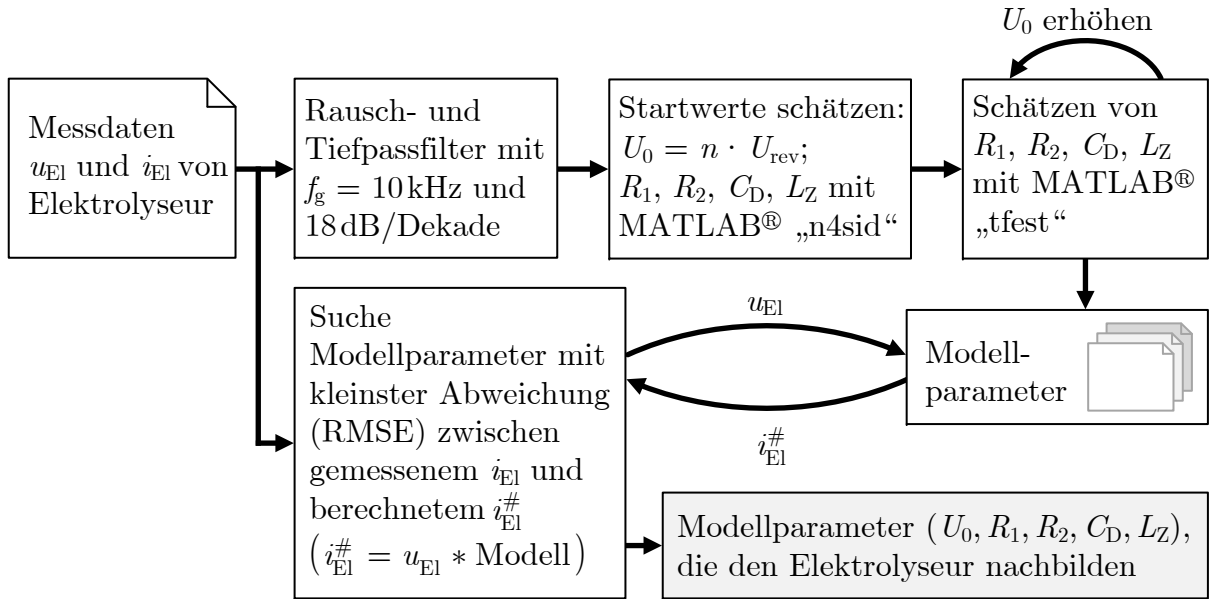 U₀ erhöhen
Messdaten
u_El und i_El von
Elektrolyseur
Rausch- und
Tiefpassfilter mit
f_g = 10 kHz und
18 dB/Dekade
Startwerte schätzen:
U₀ = n · U_rev;
R₁, R₂, C_D, L_Z mit
MATLAB® „n4sid“
Schätzen von
R₁, R₂, C_D, L_Z
mit MATLAB®
„tfest“
Suche
Modellparameter mit
kleinster Abweichung
(RMSE) zwischen
gemessenem i_El und
berechnetem i_El^#
(i_El^# = u_El ∗ Modell)
u_El
i_El^#
Modell-
parameter
Modellparameter (U₀, R₁, R₂, C_D, L_Z),
die den Elektrolyseur nachbilden